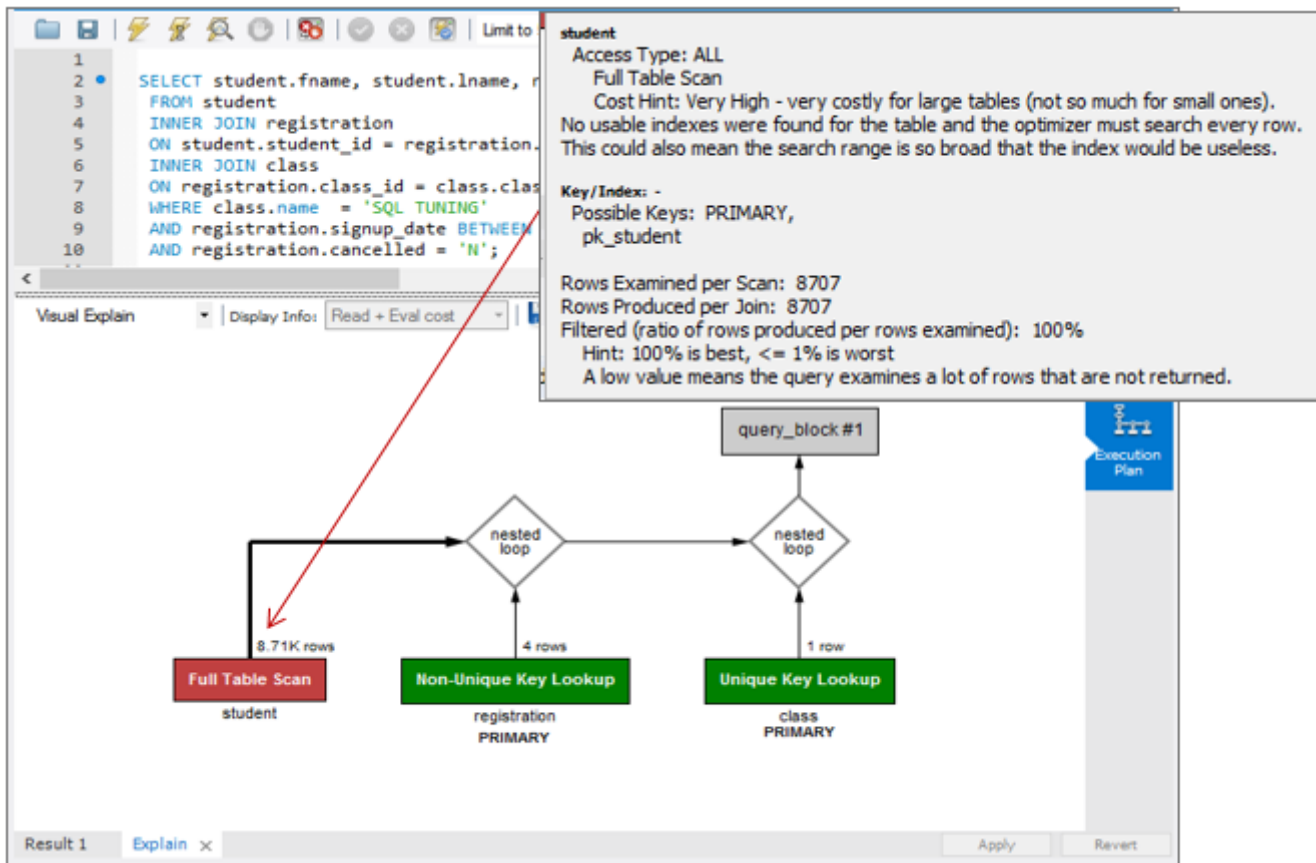 Limit to
1
2 SELECT student.fname, student.lname, r
3 FROM student
4 INNER JOIN registration
5 ON student.student_id = registration.
6 INNER JOIN class
7 ON registration.class_id = class.clas
8 WHERE class.name = 'SQL TUNING'
9 AND registration.signup_date BETWEEN
10 AND registration.cancelled = 'N';
student
Access Type: ALL
Full Table Scan
Cost Hint: Very High - very costly for large tables (not so much for small ones).
No usable indexes were found for the table and the optimizer must search every row.
This could also mean the search range is so broad that the index would be useless.
Key/Index: -
Possible Keys: PRIMARY,
pk_student
Rows Examined per Scan: 8707
Rows Produced per Join: 8707
Filtered (ratio of rows produced per rows examined): 100%
Hint: 100% is best, <= 1% is worst
A low value means the query examines a lot of rows that are not returned.
Visual Explain
Display Info: Read + Eval cost
query_block #1
Execution
Plan
nested
loop
nested
loop
8.71K rows
4 rows
1 row
Full Table Scan
Non-Unique Key Lookup
Unique Key Lookup
student
registration
PRIMARY
class
PRIMARY
Result 1
Explain
Apply
Revert